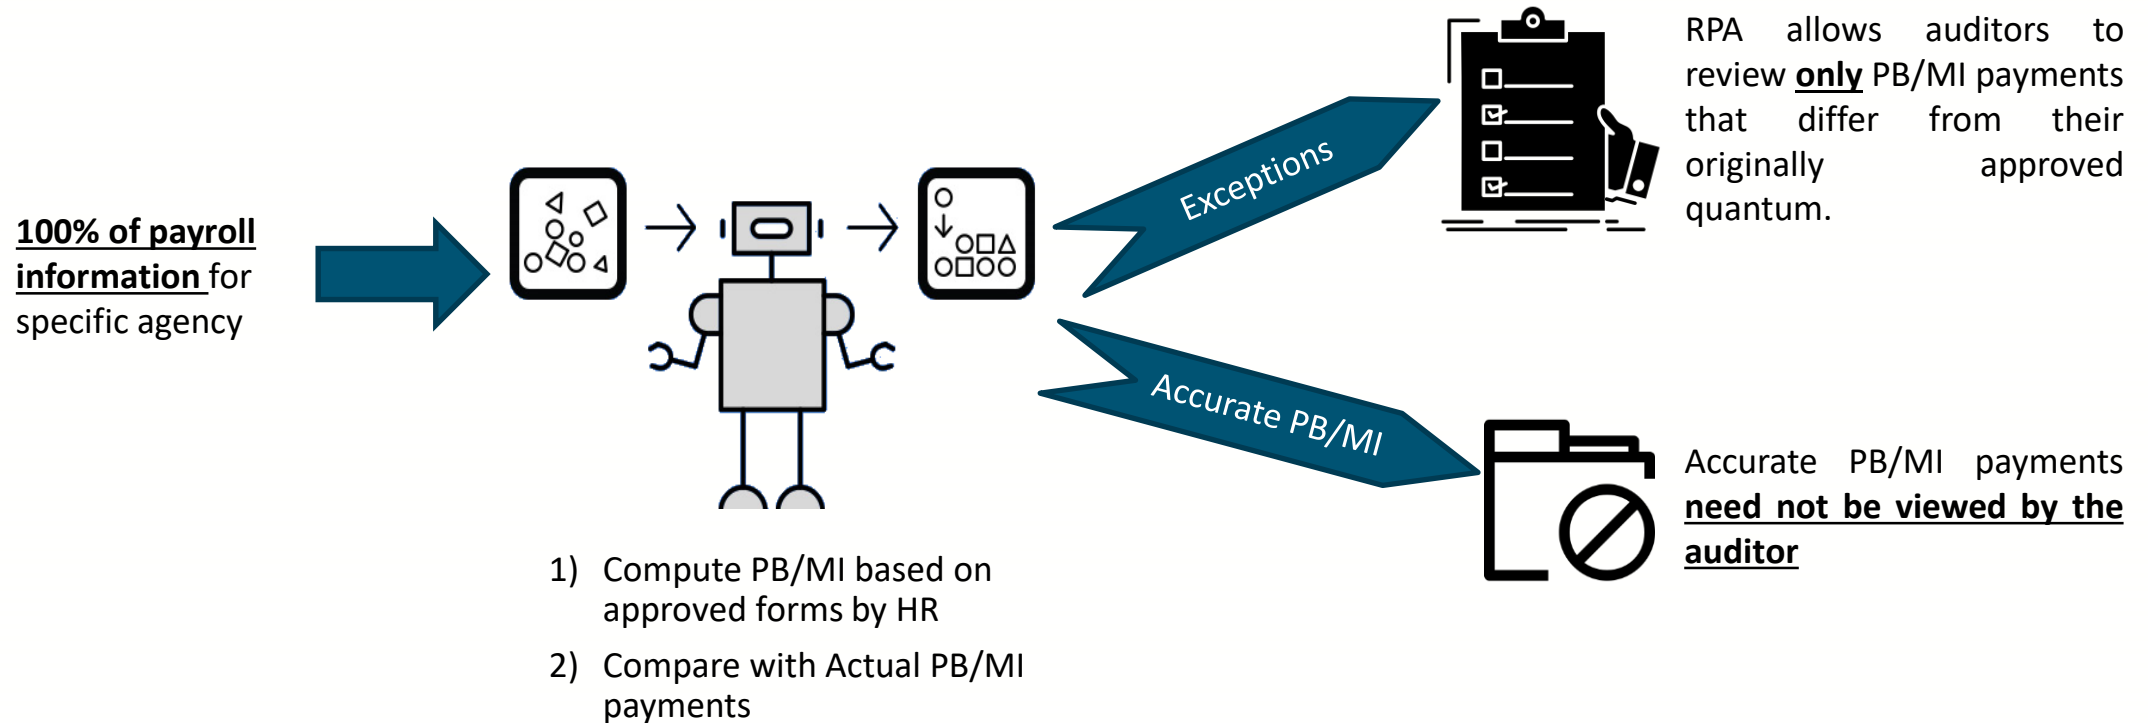 100% of payroll
information for
specific agency
1) Compute PB/MI based on
approved forms by HR
2) Compare with Actual PB/MI
payments
Exceptions
Accurate PB/MI
RPA allows auditors to
review only PB/MI payments
that differ from their
originally approved
quantum.
Accurate PB/MI payments
need not be viewed by the
auditor